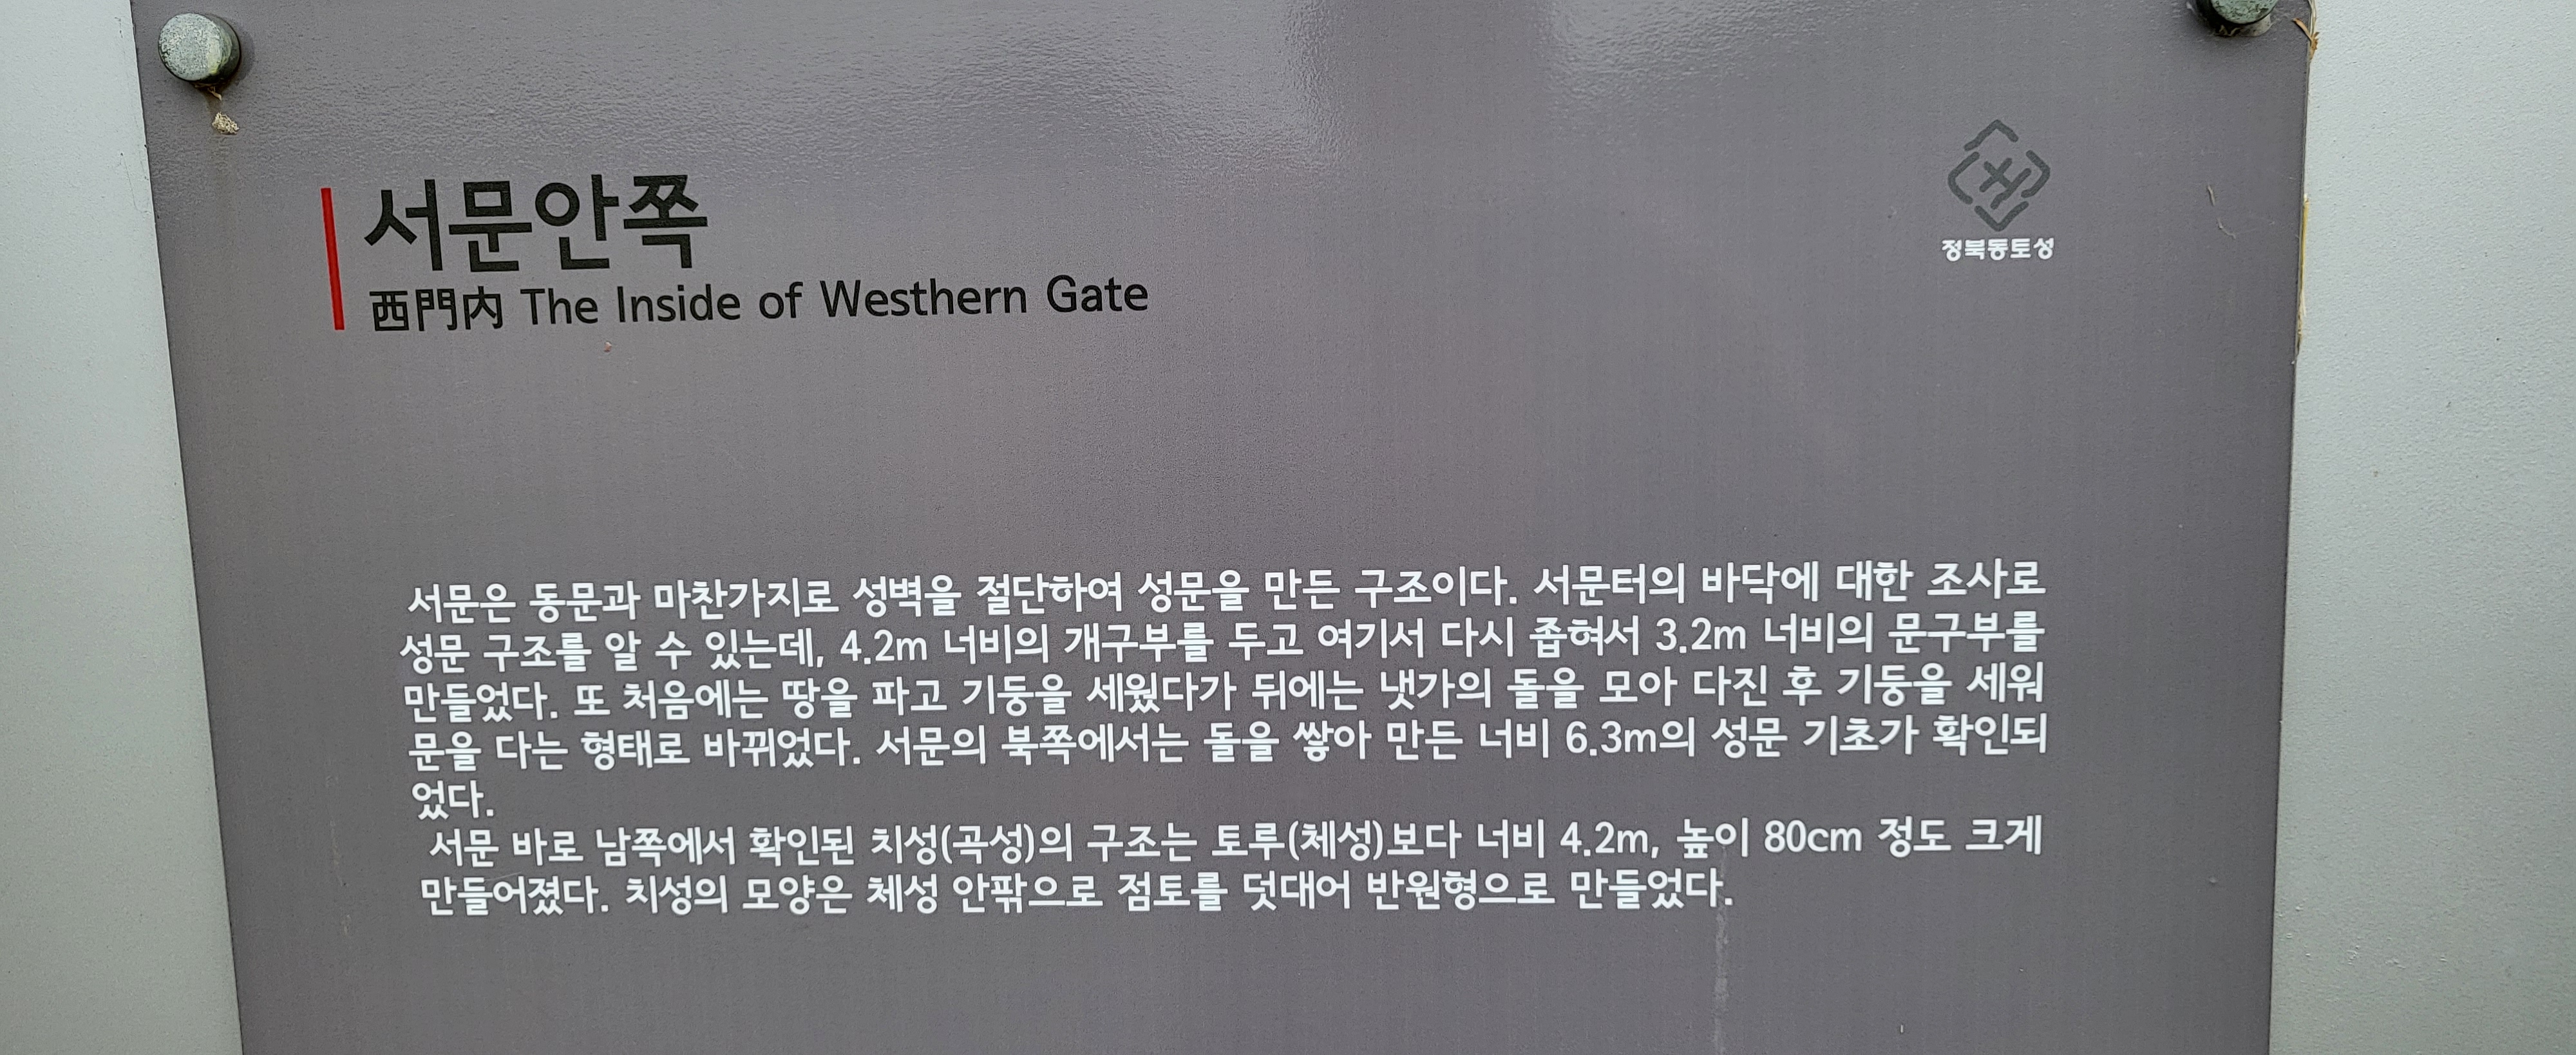 서문안쪽
西門內 The Inside of Westhern Gate
정북동토성
서문은 동문과 마찬가지로 성벽을 절단하여 성문을 만든 구조이다. 서문터의 바닥에 대한 조사로
성문 구조를 알 수 있는데, 4.2m 너비의 개구부를 두고 여기서 다시 좁혀서 3.2m 너비의 문구부를
만들었다. 또 처음에는 땅을 파고 기둥을 세웠다가 뒤에는 냇가의 돌을 모아 다진 후 기둥을 세워
문을 다는 형태로 바뀌었다. 서문의 북쪽에서는 돌을 쌓아 만든 너비 6.3m의 성문 기초가 확인되
었다.
서문 바로 남쪽에서 확인된 치성(곡성)의 구조는 토루(체성)보다 너비 4.2m, 높이 80cm 정도 크게
만들어졌다. 치성의 모양은 체성 안팎으로 점토를 덧대어 반원형으로 만들었다.